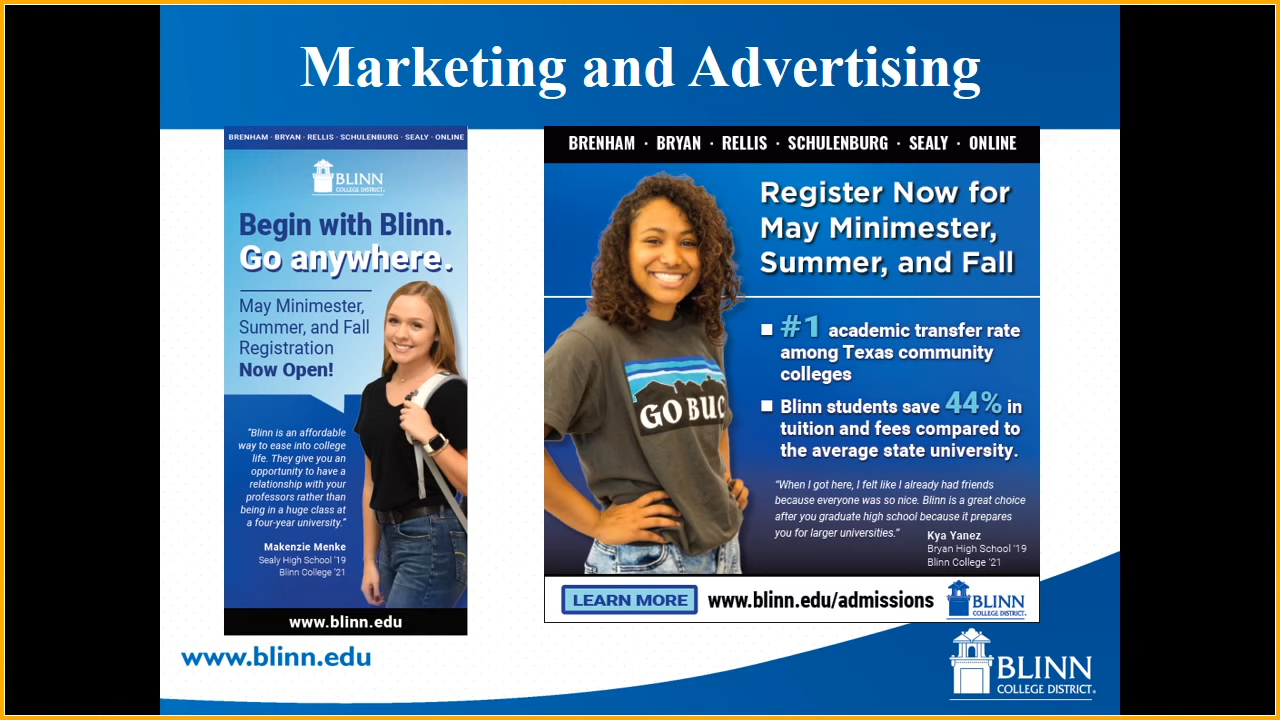 Marketing and Advertising
BRENHAM · BRYAN · RELLIS · SCHULENBURG · SEALY · ONLINE
BLINN
COLLEGE DISTRICT®
Begin with Blinn.
Go anywhere.
May Minimester,
Summer, and Fall
Registration
Now Open!
"Blinn is an affordable
way to ease into college
life. They give you an
opportunity to have a
relationship with your
professors rather than
being in a huge class at
a four-year university."
Makenzie Menke
Sealy High School '19
Blinn College '21
www.blinn.edu
BRENHAM · BRYAN · RELLIS · SCHULENBURG · SEALY · ONLINE
Register Now for
May Minimester,
Summer, and Fall
GO BUC
#1 academic transfer rate
among Texas community
colleges
Blinn students save 44% in
tuition and fees compared to
the average state university.
"When I got here, I felt like I already had friends
because everyone was so nice. Blinn is a great choice
after you graduate high school because it prepares
you for larger universities."
Kya Yanez
Bryan High School '19
Blinn College '21
LEARN MORE
www.blinn.edu/admissions
BLINN
COLLEGE DISTRICT®
www.blinn.edu
BLINN
COLLEGE DISTRICT®